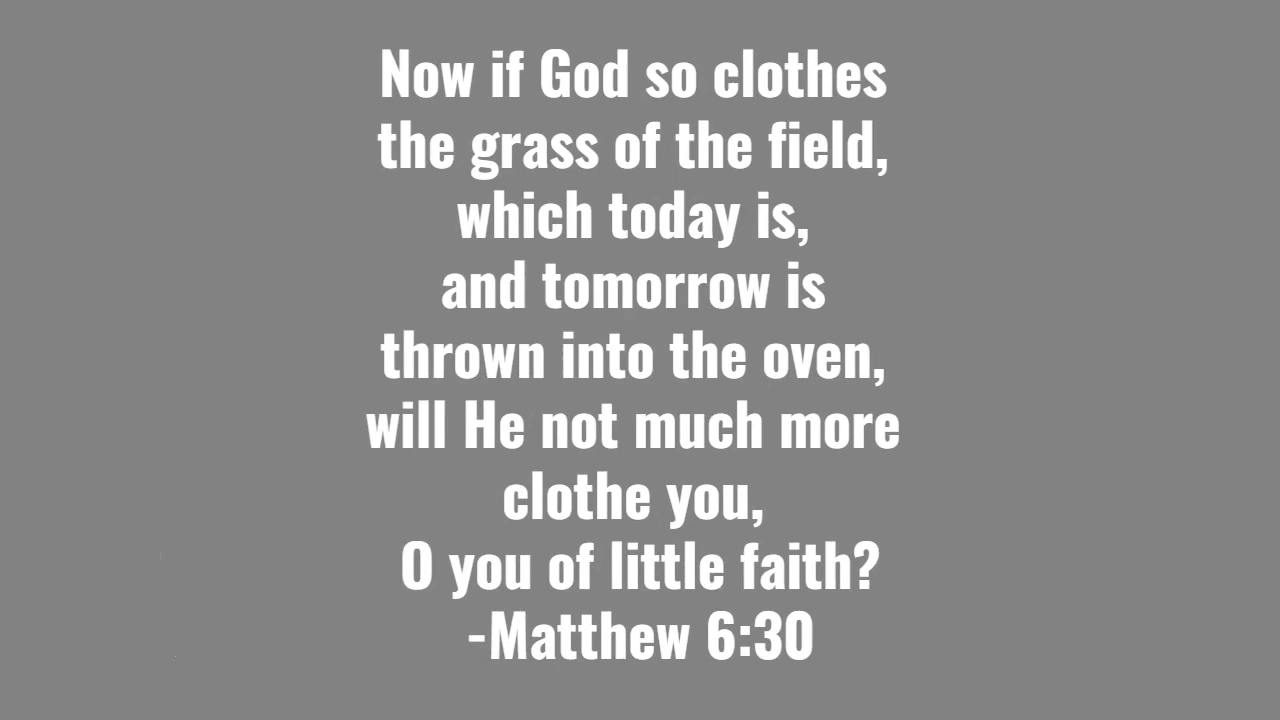 Now if God so clothes
the grass of the field,
which today is,
and tomorrow is
thrown into the oven,
will He not much more
clothe you,
O you of little faith?
-Matthew 6:30